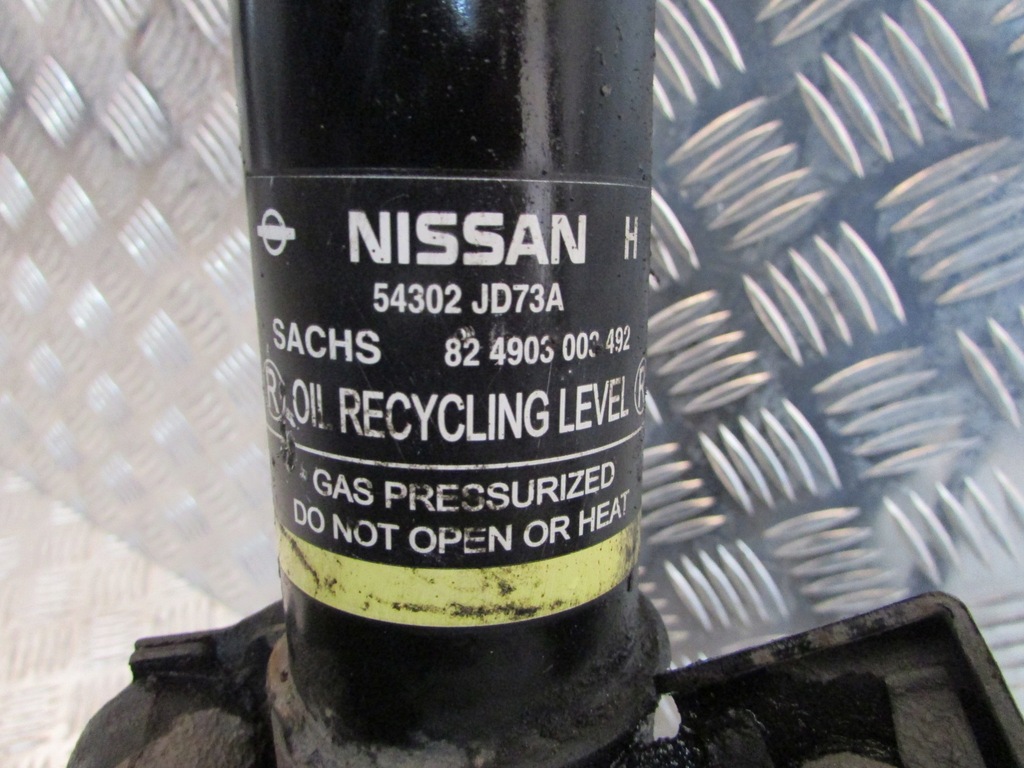 NISSAN H
54302 JD73A
SACHS 82 4903 003 492
® OIL RECYCLING LEVEL ®
- GAS PRESSURIZED
DO NOT OPEN OR HEAT